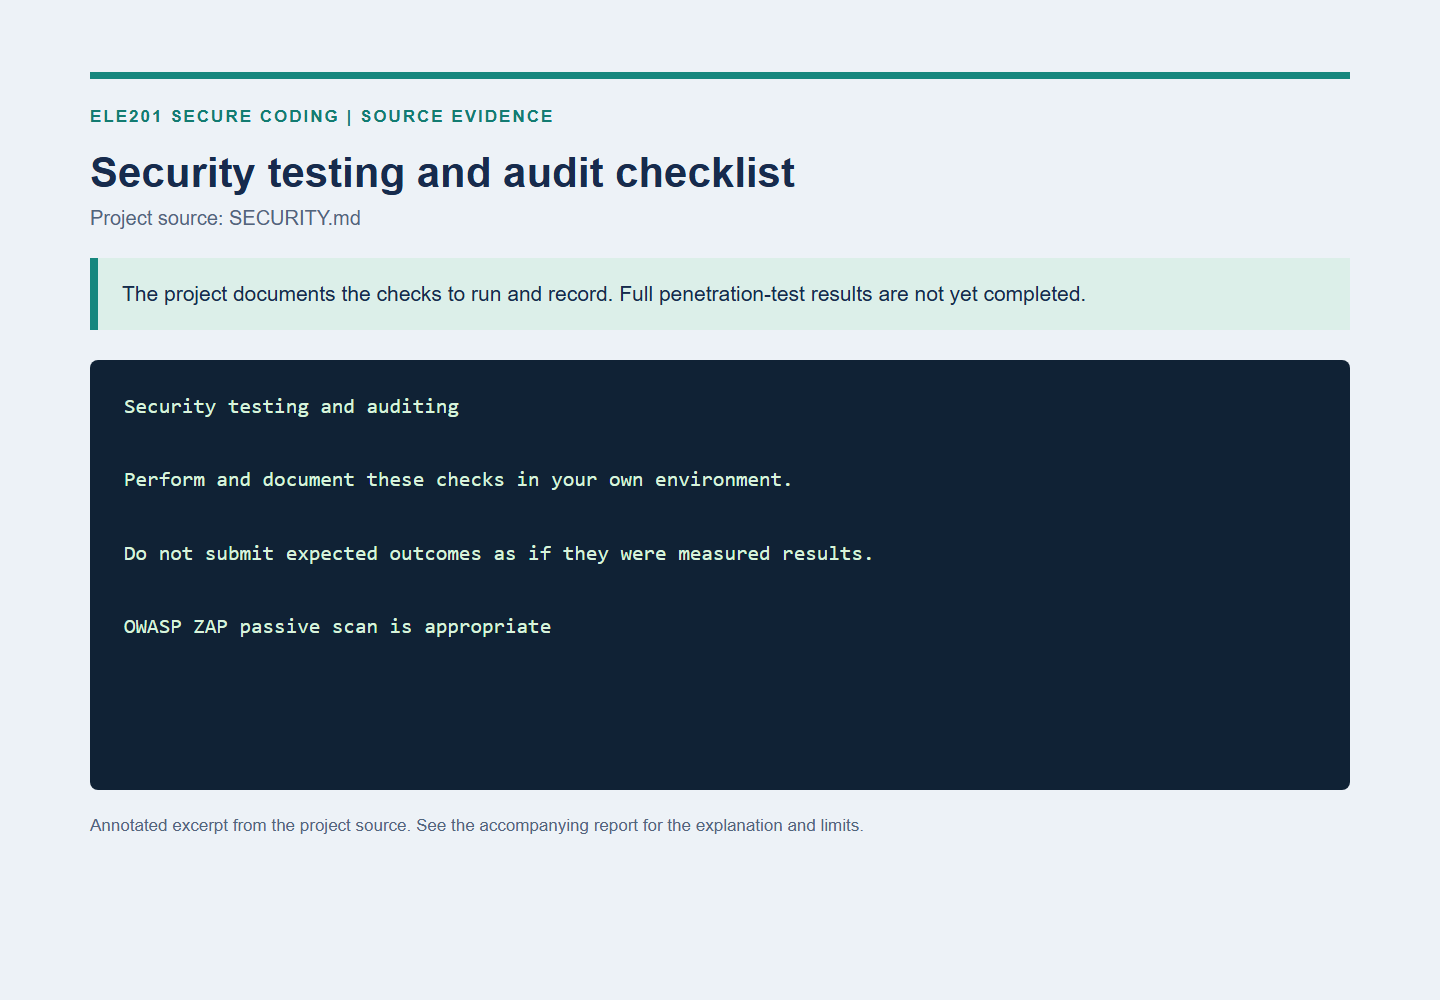 ELE201 SECURE CODING | SOURCE EVIDENCE
Security testing and audit checklist
Project source: SECURITY.md
The project documents the checks to run and record. Full penetration-test results are not yet completed.
Security testing and auditing
Perform and document these checks in your own environment.
Do not submit expected outcomes as if they were measured results.
OWASP ZAP passive scan is appropriate
Annotated excerpt from the project source. See the accompanying report for the explanation and limits.